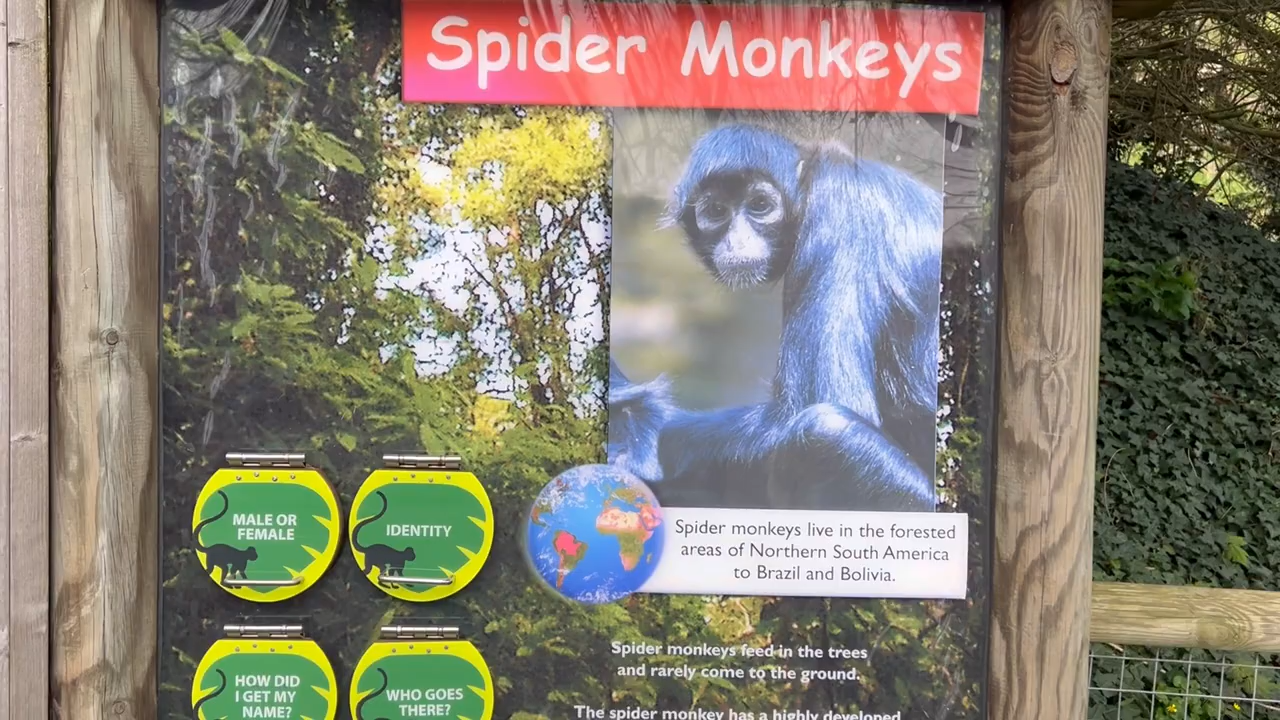 Spider Monkeys
MALE OR
FEMALE
IDENTITY
Spider monkeys live in the forested
areas of Northern South America
to Brazil and Bolivia.
HOW DID
I GET MY
NAME?
WHO GOES
THERE?
Spider monkeys feed in the trees
and rarely come to the ground.
The spider monkey has a highly developed